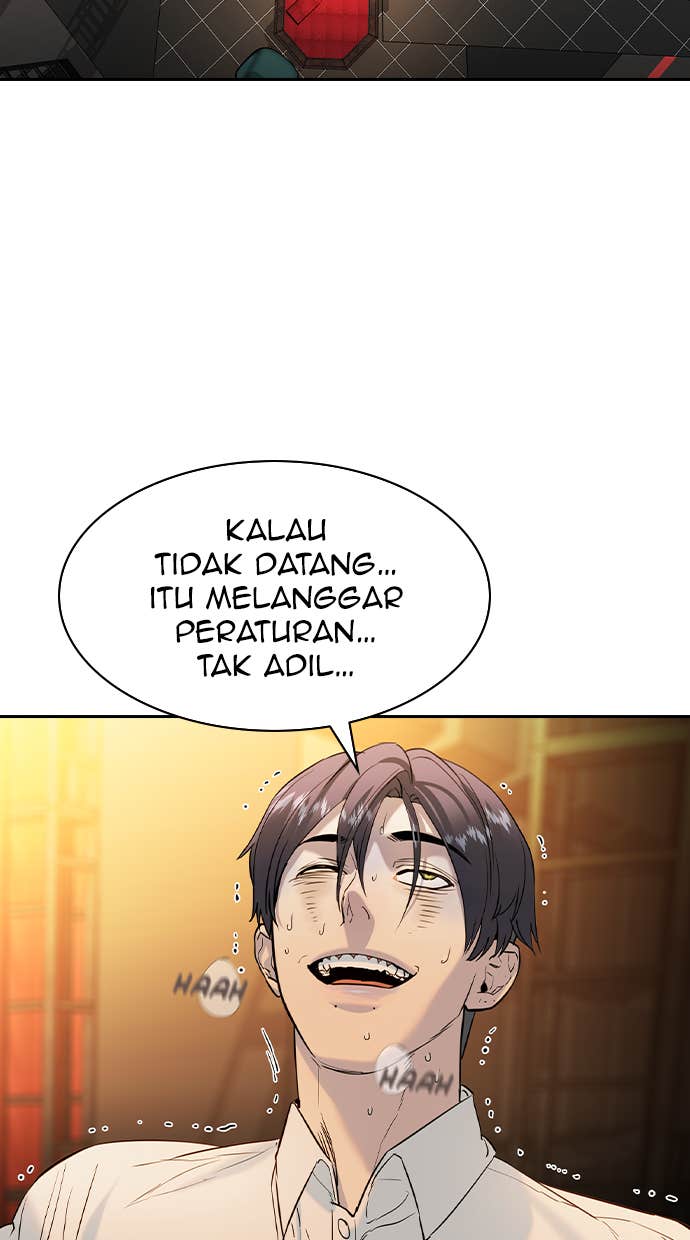 KALAU
TIDAK DATANG...
ITU MELANGGAR
PERATURAN...
TAK ADIL...
HAAH
HAAH